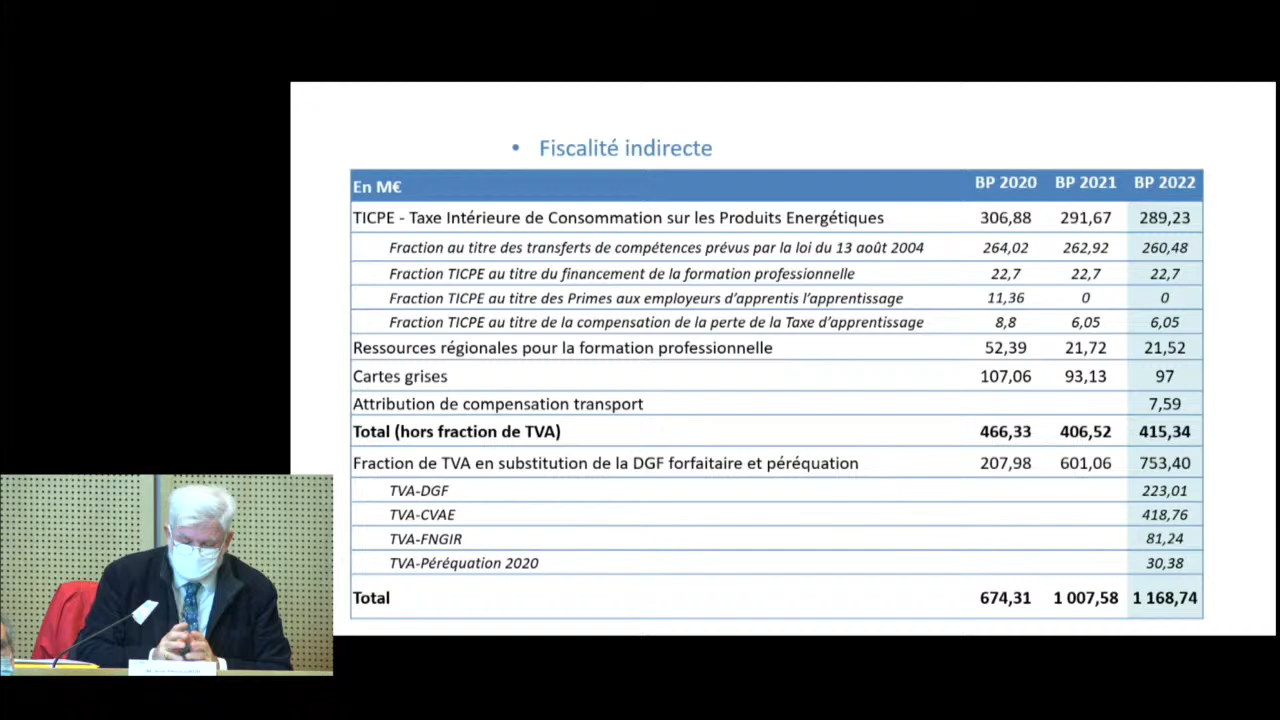 • Fiscalité indirecte
En M€ BP 2020 BP 2021 BP 2022
TICPE - Taxe Intérieure de Consommation sur les Produits Energétiques 306,88 291,67 289,23
Fraction au titre des transferts de compétences prévus par la loi du 13 août 2004 264,02 262,92 260,48
Fraction TICPE au titre du financement de la formation professionnelle 22,7 22,7 22,7
Fraction TICPE au titre des Primes aux employeurs d’apprentis l’apprentissage 11,36 0 0
Fraction TICPE au titre de la compensation de la perte de la Taxe d’apprentissage 8,8 6,05 6,05
Ressources régionales pour la formation professionnelle 52,39 21,72 21,52
Cartes grises 107,06 93,13 97
Attribution de compensation transport 7,59
Total (hors fraction de TVA) 466,33 406,52 415,34
Fraction de TVA en substitution de la DGF forfaitaire et péréquation 207,98 601,06 753,40
TVA-DGF 223,01
TVA-CVAE 418,76
TVA-FNGIR 81,24
TVA-Péréquation 2020 30,38
Total 674,31 1 007,58 1 168,74